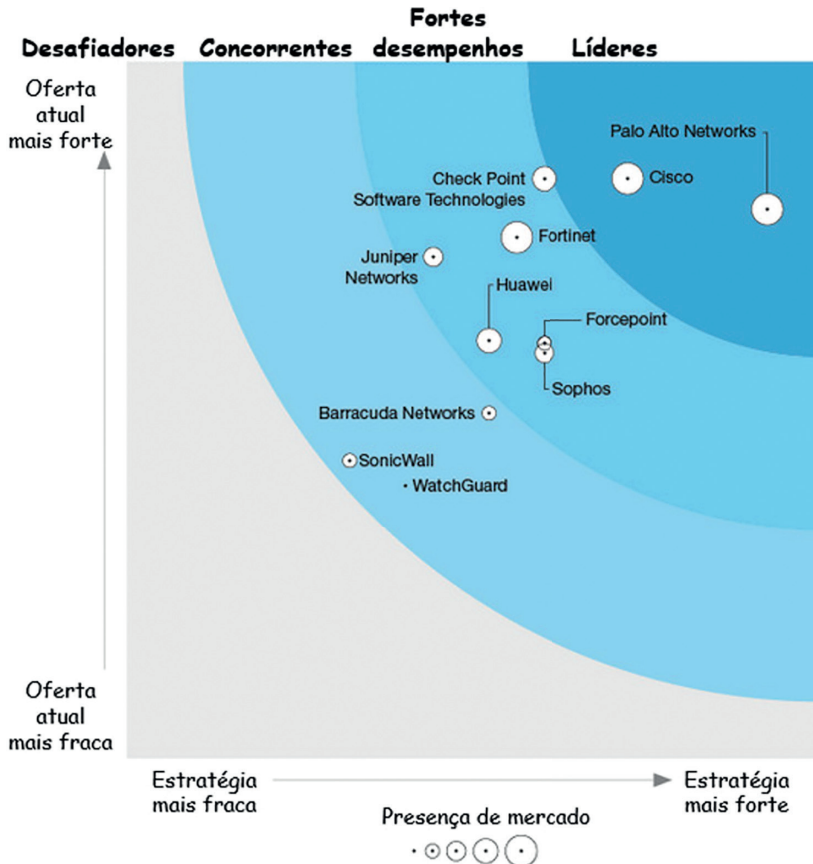 Desafiadores
Concorrentes
Fortes
desempenhos
Líderes
Oferta
atual
mais forte
Palo Alto Networks
Check Point
Software Technologies
Cisco
Fortinet
Juniper
Networks
Huawei
Forcepoint
Sophos
Barracuda Networks
SonicWall
WatchGuard
Oferta
atual
mais fraca
Estratégia
mais fraca
Estratégia
mais forte
Presença de mercado